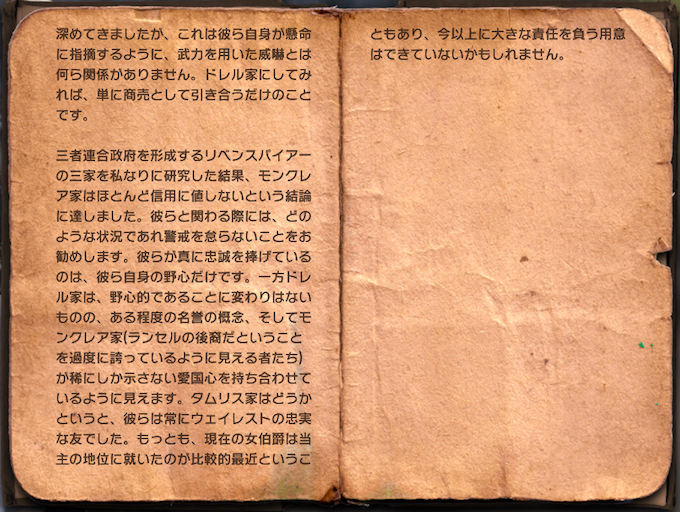 深めてきましたが、これは彼ら自身が懸命
に指摘するように、武力を用いた威嚇とは
何ら関係がありません。ドレル家にしてみ
れば、単に商売として引き合うだけのこと
です。
三者連合政府を形成するリベンスパイアー
の三家を私なりに研究した結果、モンクレ
ア家はほとんど信用に値しないという結論
に達しました。彼らと関わる際には、どの
ような状況であれ警戒を怠らないことをお
勧めします。彼らが真に忠誠を捧げている
のは、彼ら自身の野心だけです。一方ドレ
ル家は、野心的であることに変わりはない
ものの、ある程度の名誉の概念、そしてモ
ンクレア家(ランセルの後裔だということ
を過度に誇っているように見える者たち)
が稀にしか示さない愛国心を持ち合わせて
いるように見えます。タムリス家はどうか
というと、彼らは常にウェイレストの忠実
な友でした。もっとも、現在の女伯爵は当
主の地位に就いたのが比較的最近というこ
ともあり、今以上に大きな責任を負う用意
はできていないかもしれません。